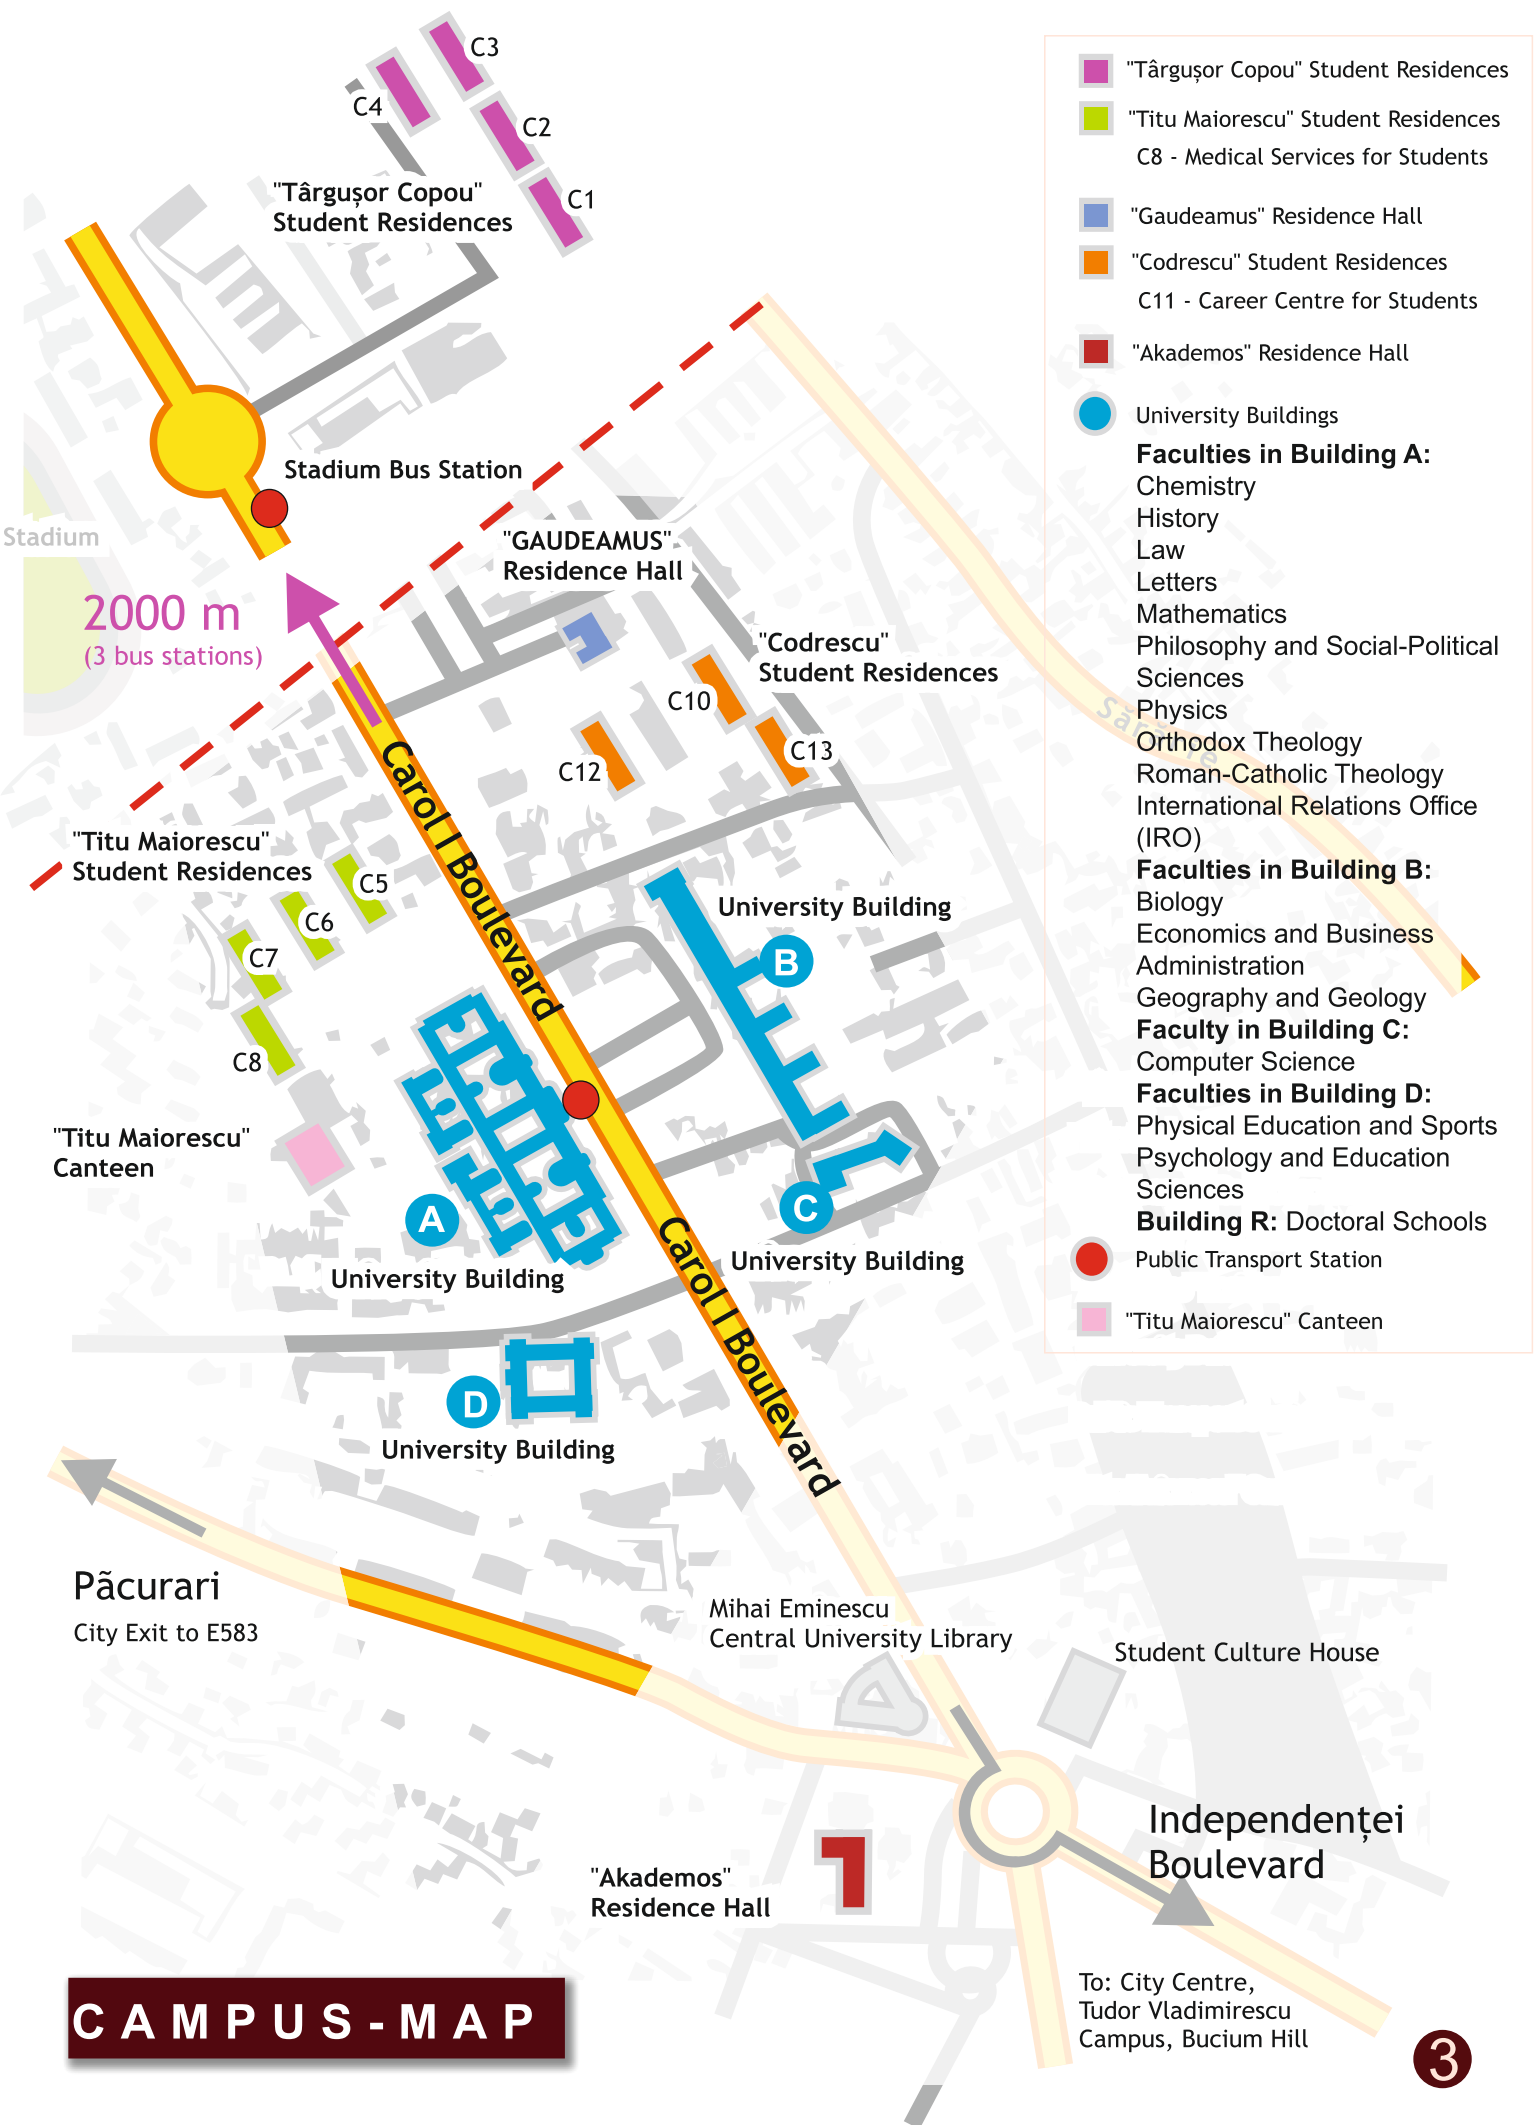 C3
C4
C2
C1
"Târgușor Copou"
Student Residences
Stadium Bus Station
Stadium
"GAUDEAMUS"
Residence Hall
2000 m
(3 bus stations)
"Codrescu"
Student Residences
C10
C13
C12
Carol I Boulevard
"Titu Maiorescu"
Student Residences
C5
C6
C7
C8
University Building
B
"Titu Maiorescu"
Canteen
A
University Building
C
University Building
Carol I Boulevard
D
University Building
Păcurari
City Exit to E583
Mihai Eminescu
Central University Library
Student Culture House
Independenței
Boulevard
"Akademos"
Residence Hall
To: City Centre,
Tudor Vladimirescu
Campus, Bucium Hill
CAMPUS-MAP
3
"Târgușor Copou" Student Residences
"Titu Maiorescu" Student Residences
C8 - Medical Services for Students
"Gaudeamus" Residence Hall
"Codrescu" Student Residences
C11 - Career Centre for Students
"Akademos" Residence Hall
University Buildings
Faculties in Building A:
Chemistry
History
Law
Letters
Mathematics
Philosophy and Social-Political
Sciences
Physics
Orthodox Theology
Roman-Catholic Theology
International Relations Office
(IRO)
Faculties in Building B:
Biology
Economics and Business
Administration
Geography and Geology
Faculty in Building C:
Computer Science
Faculties in Building D:
Physical Education and Sports
Psychology and Education
Sciences
Building R: Doctoral Schools
Public Transport Station
"Titu Maiorescu" Canteen